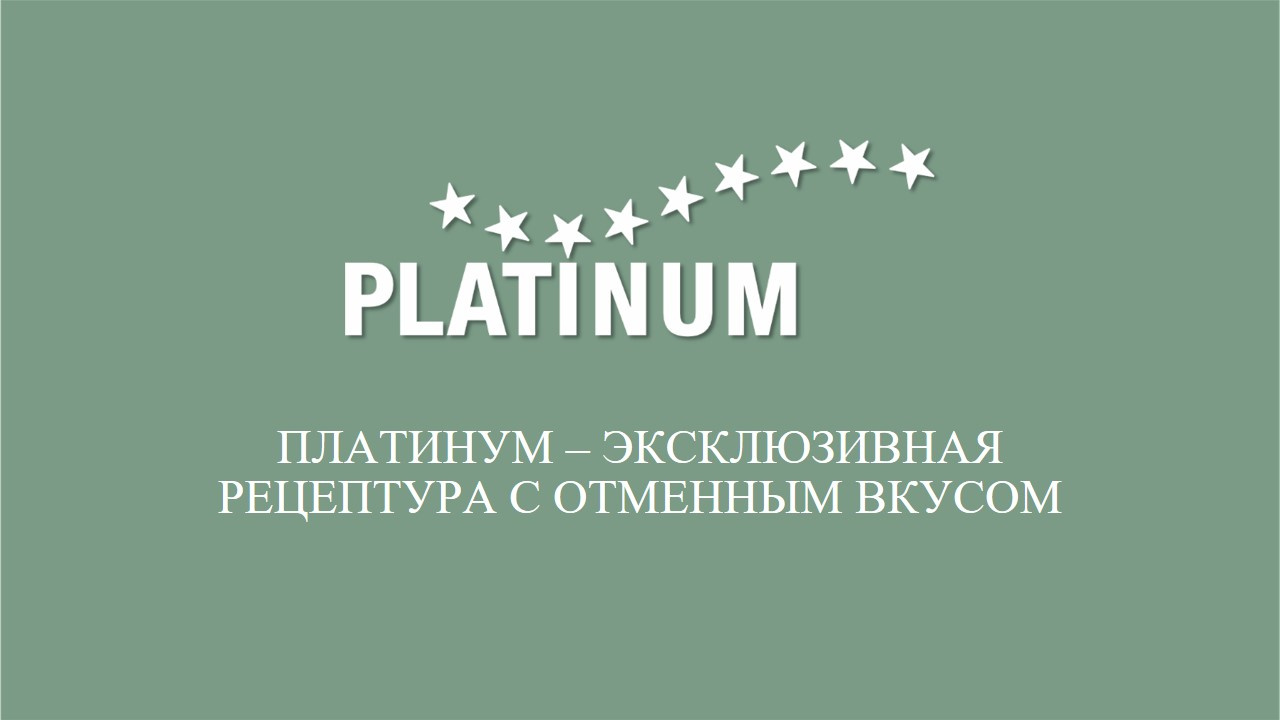 PLATINUM
ПЛАТИНУМ – ЭКСКЛЮЗИВНАЯ
РЕЦЕПТУРА С ОТМЕННЫМ ВКУСОМ